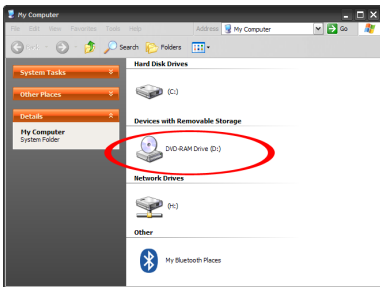 My Computer
File Edit View Favorites Tools Help Address My Computer Go
Search Folders
System Tasks
Hard Disk Drives
(C:)
Other Places
Details
My Computer
System Folder
Devices with Removable Storage
DVD-RAM Drive (D:)
Network Drives
(H:)
Other
My Bluetooth Places